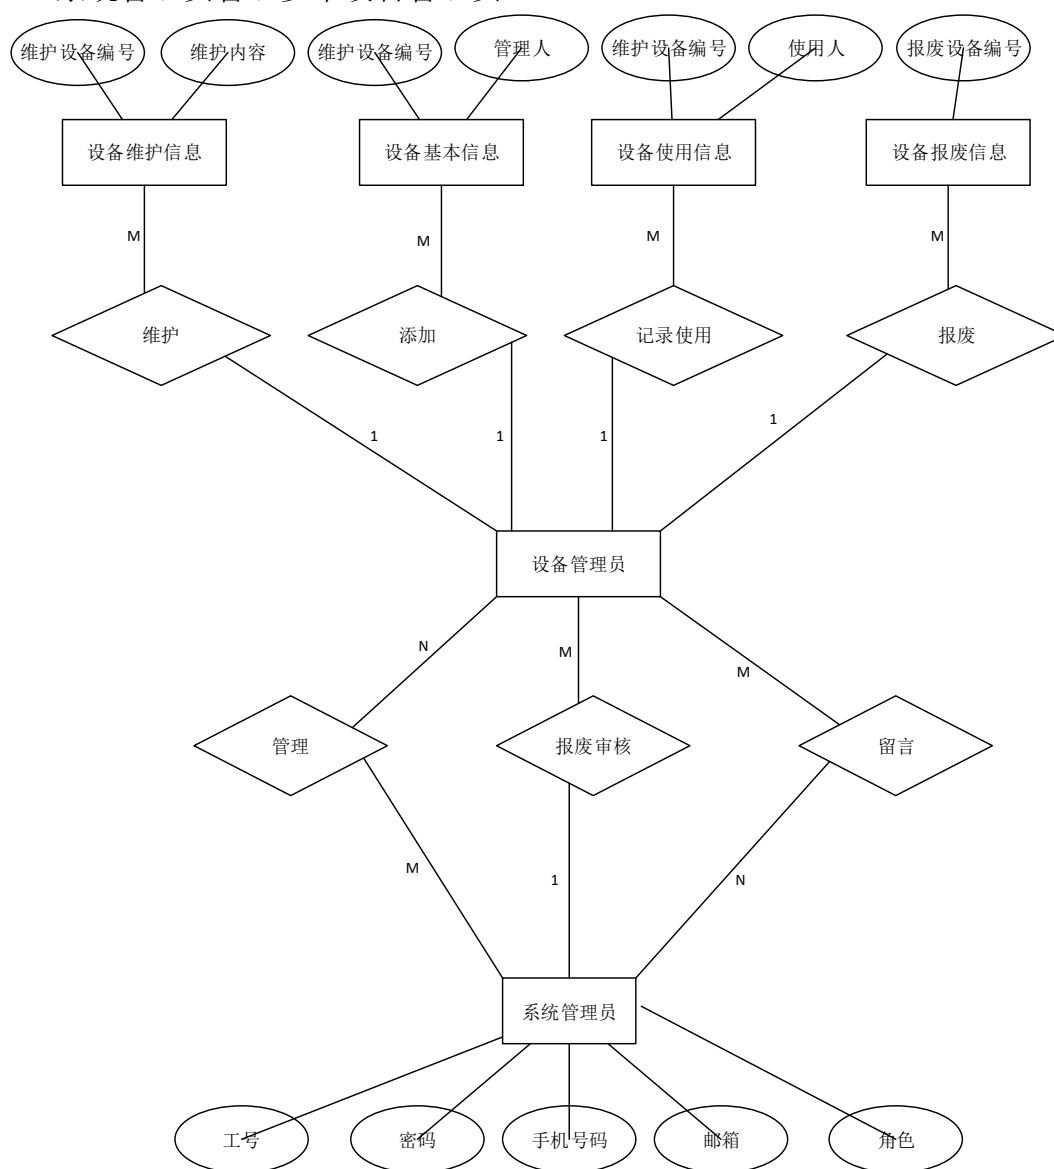 维护设备编号
维护内容
维护设备编号
管理人
维护设备编号
使用人
报废设备编号
设备维护信息
设备基本信息
设备使用信息
设备报废信息
M
M
M
M
维护
添加
记录使用
报废
1
1
1
1
设备管理员
N
M
M
管理
报废审核
留言
M
1
N
系统管理员
工号
密码
手机号码
邮箱
角色